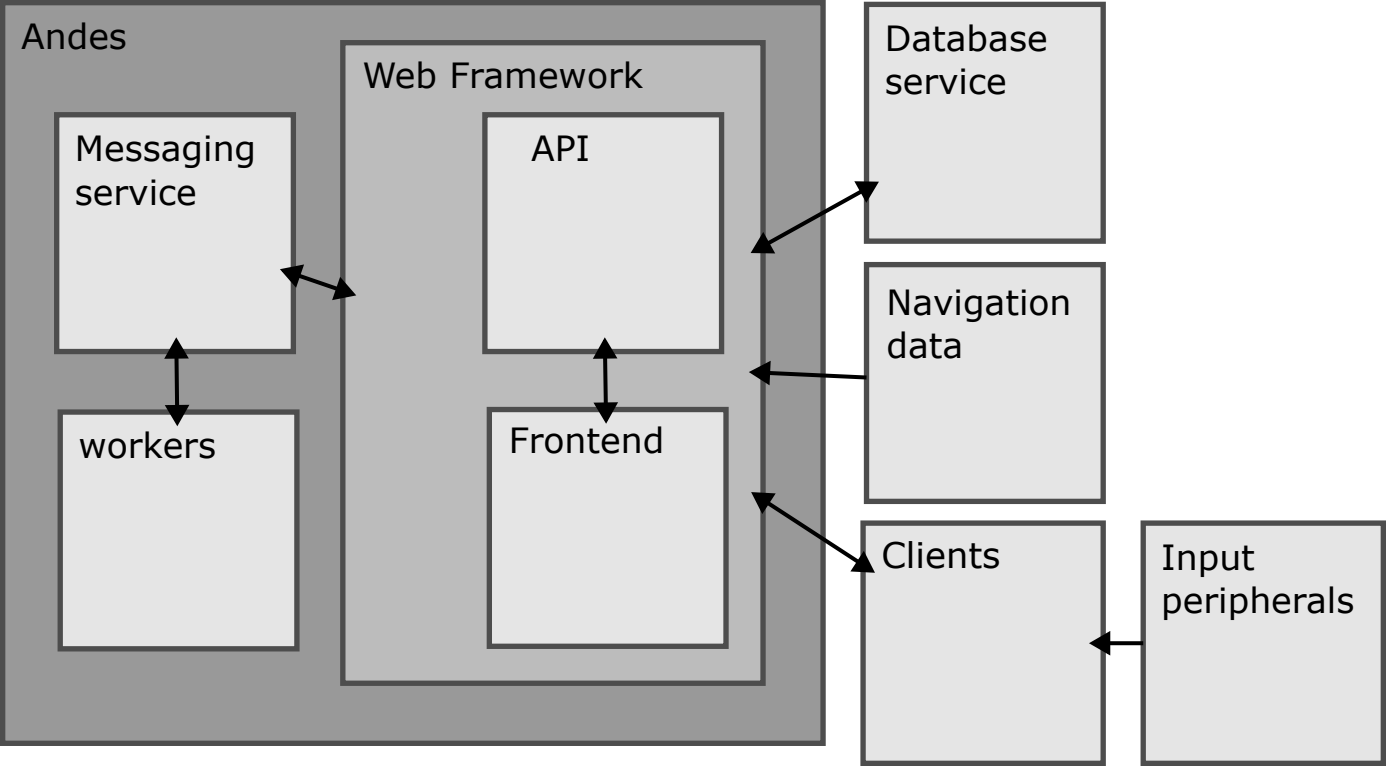 Andes
Web Framework
Messaging
service
API
workers
Frontend
Database
service
Navigation
data
Clients
Input
peripherals